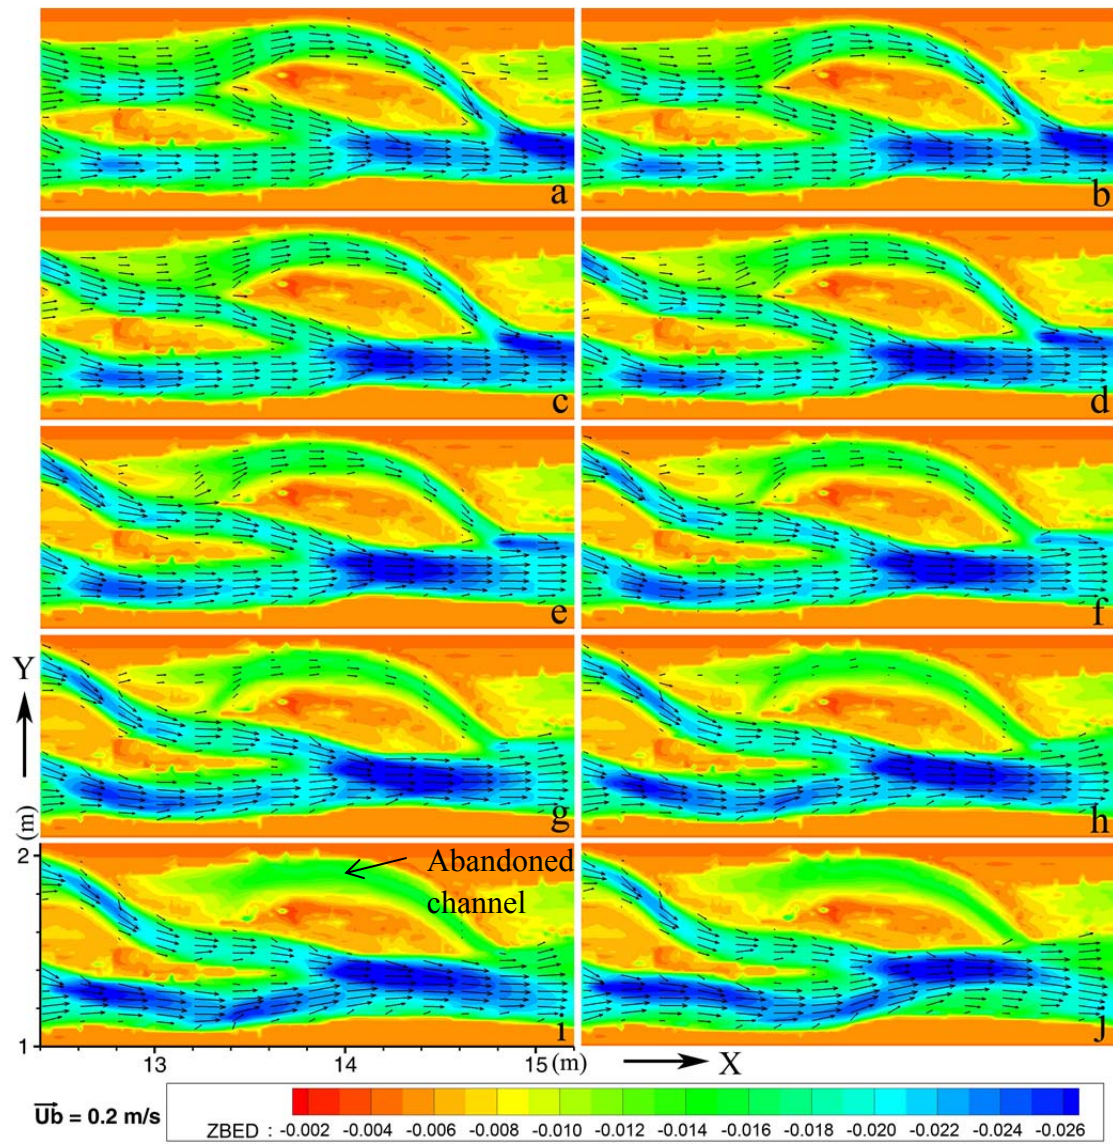 a
b
c
d
e
f
Y
g
h
(m)
2
Abandoned
channel
i
J
1
13
14
15 (m)
X
Ub = 0.2 m/s
ZBED : -0.002 -0.004 -0.006 -0.008 -0.010 -0.012 -0.014 -0.016 -0.018 -0.020 -0.022 -0.024 -0.026